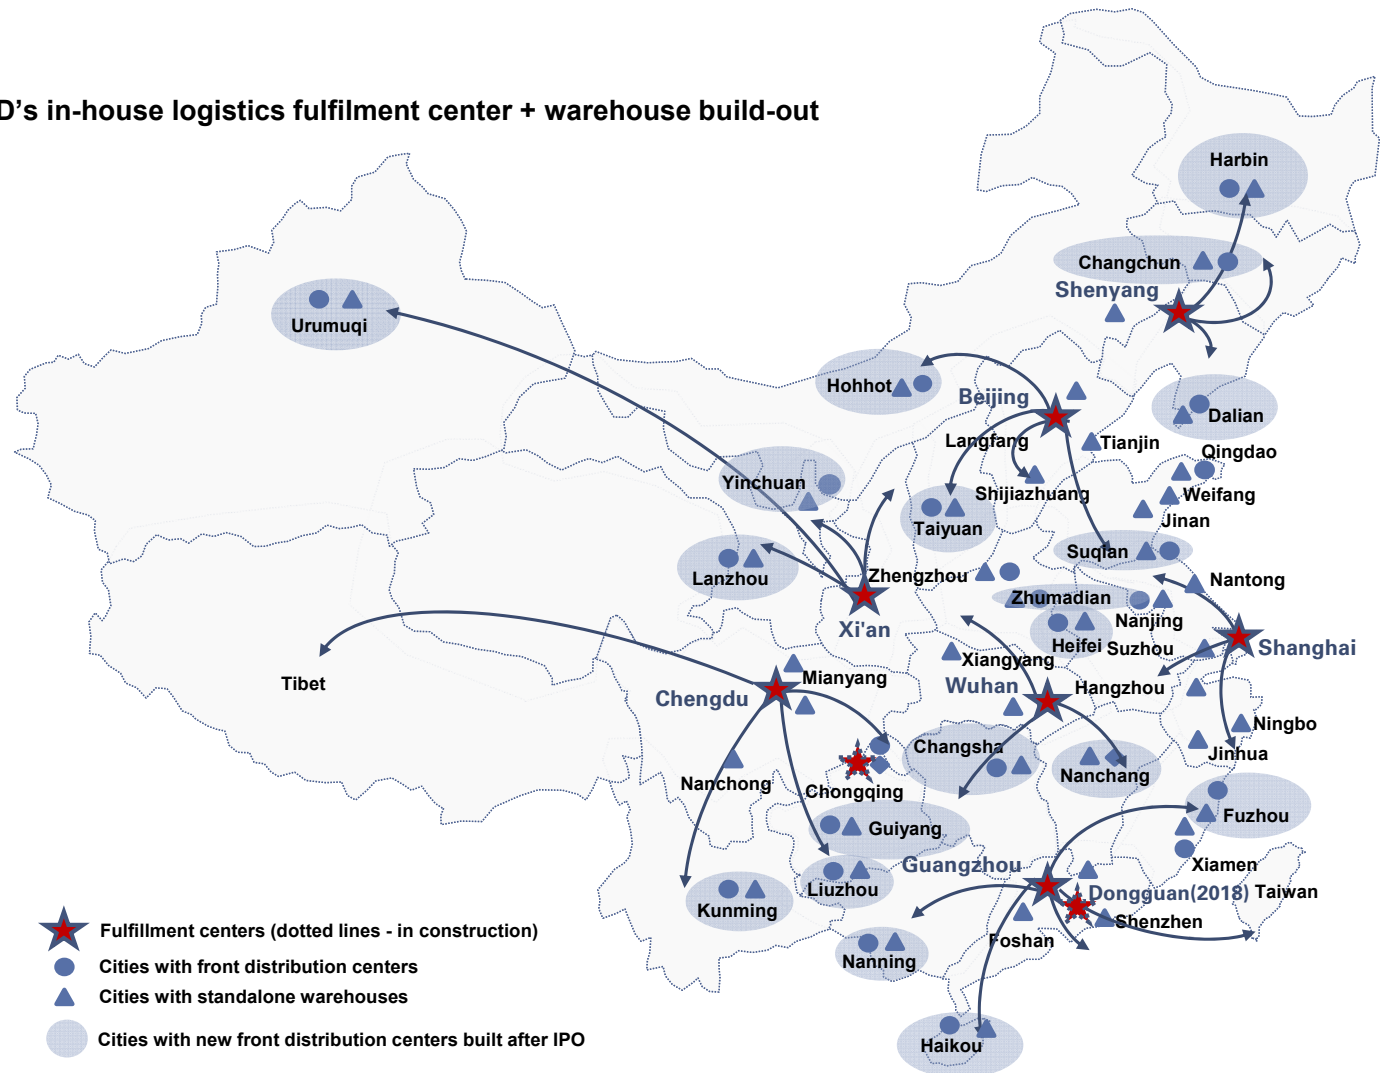 D's in-house logistics fulfilment center + warehouse build-out
Harbin
Changchun
Shenyang
Urumuqi
Hohhot
Beijing
Dalian
Langfang
Tianjin
Qingdao
Yinchuan
Shijiazhuang
Weifang
Jinan
Taiyuan
Suqian
Lanzhou
Zhengzhou
Nantong
Zhumadian
Nanjing
Xi'an
Heifei
Suzhou
Shanghai
Xiangyang
Tibet
Mianyang
Chengdu
Wuhan
Hangzhou
Ningbo
Changsha
Jinhua
Nanchang
Nanchong
Chongqing
Fuzhou
Guiyang
Guangzhou
Xiamen
Liuzhou
Dongguan(2018)
Taiwan
Kunming
Shenzhen
Foshan
Nanning
Haikou
Fulfillment centers (dotted lines - in construction)
Cities with front distribution centers
Cities with standalone warehouses
Cities with new front distribution centers built after IPO